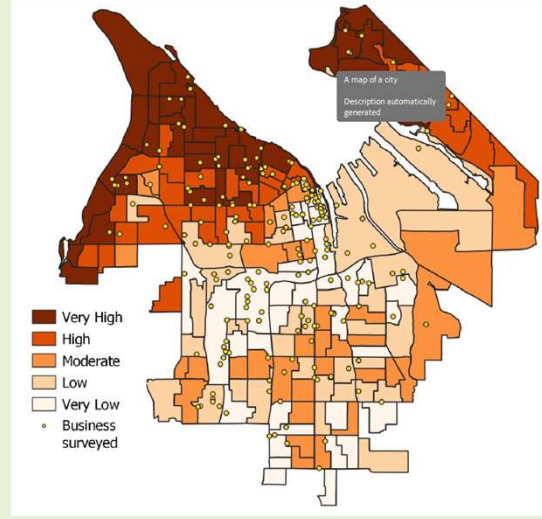 A map of a city
Description automatically
generated
Very High
High
Moderate
Low
Very Low
Business
surveyed